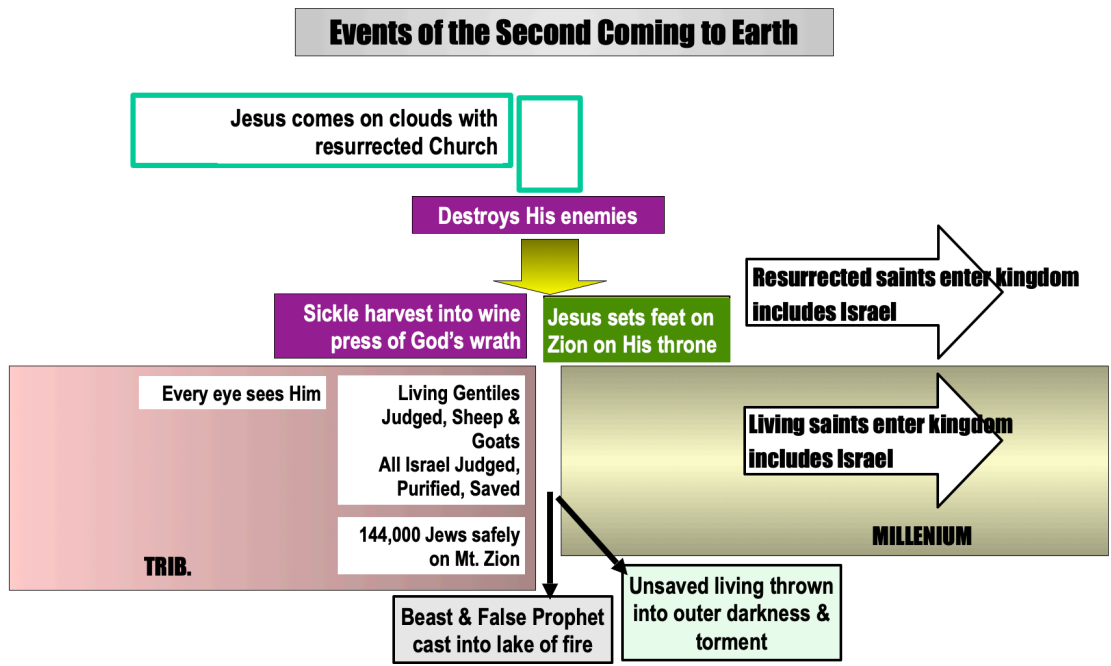 Events of the Second Coming to Earth
Jesus comes on clouds with
resurrected Church
Destroys His enemies
Resurrected saints enter kingdom
includes Israel
Sickle harvest into wine
press of God's wrath
Jesus sets feet on
Zion on His throne
Every eye sees Him
Living Gentiles
Judged, Sheep &
Goats
All Israel Judged,
Purified, Saved
Living saints enter kingdom
includes Israel
144,000 Jews safely
on Mt. Zion
TRIB.
MILLENIUM
Beast & False Prophet
cast into lake of fire
Unsaved living thrown
into outer darkness &
torment